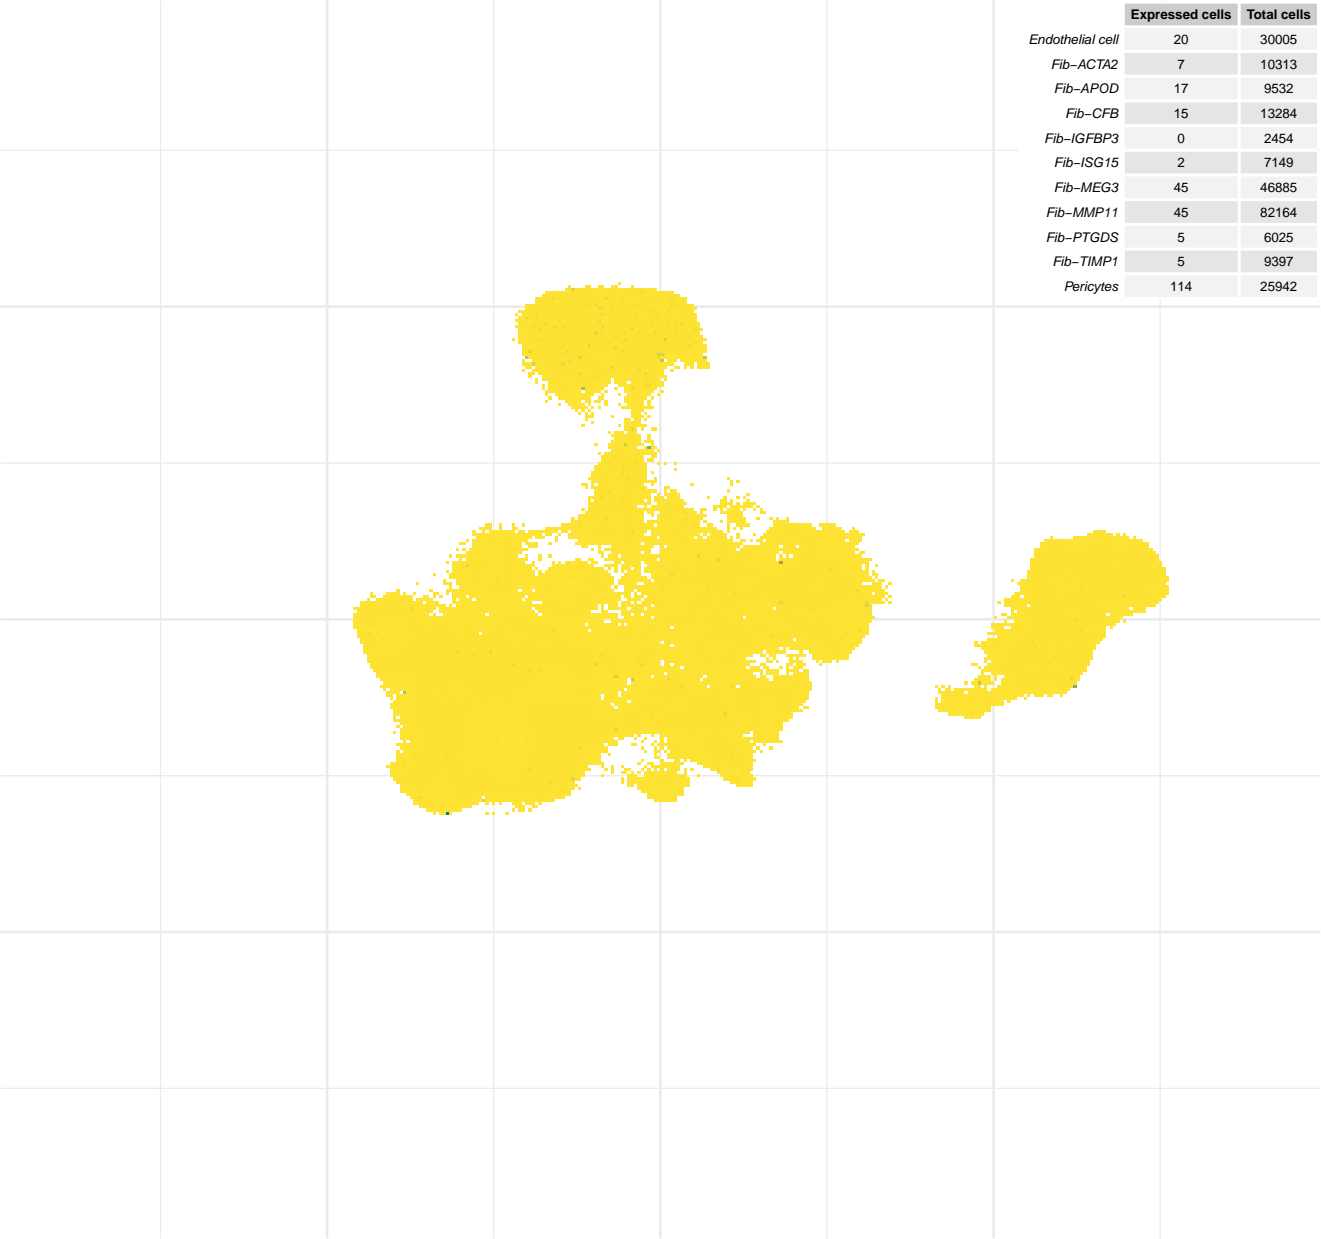 Expressed cells Total cells
Endothelial cell 20 30005
Fib−ACTA2 7 10313
Fib−APOD 17 9532
Fib−CFB 15 13284
Fib−IGFBP3 0 2454
Fib−ISG15 2 7149
Fib−MEG3 45 46885
Fib−MMP11 45 82164
Fib−PTGDS 5 6025
Fib−TIMP1 5 9397
Pericytes 114 25942